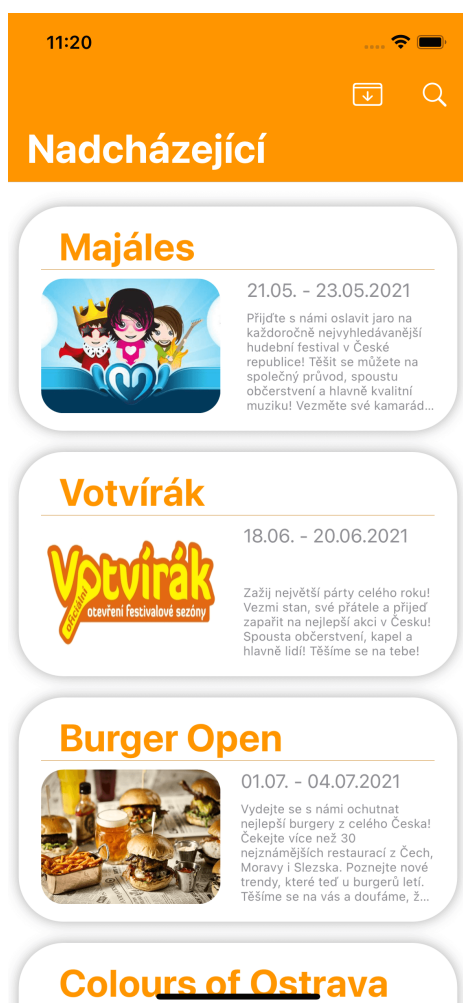 11:20
Nadcházející
Majáles
21.05. - 23.05.2021
Přijďte s námi oslavit jaro na
každoročně nejvyhledávanější
hudební festival v České
republice! Těšit se můžete na
společný průvod, spoustu
občerstvení a hlavně kvalitní
muziku! Vezměte své kamarád...
Votvírák
18.06. - 20.06.2021
Votvírák
oficiální
otevření festivalové sezóny
Zažij největší párty celého roku!
Vezmi stan, své přátele a přijeď
zapařit na nejlepší akci v Česku!
Spousta občerstvení, kapel a
hlavně lidí! Těšíme se na tebe!
Burger Open
01.07. - 04.07.2021
Vydejte se s námi ochutnat
nejlepší burgery z celého Česka!
Čekejte více než 30
nejznámějších restaurací z Čech,
Moravy i Slezska. Poznejte nové
trendy, které teď u burgerů letí.
Těšíme se na vás a doufáme, ž...
Colours of Ostrava